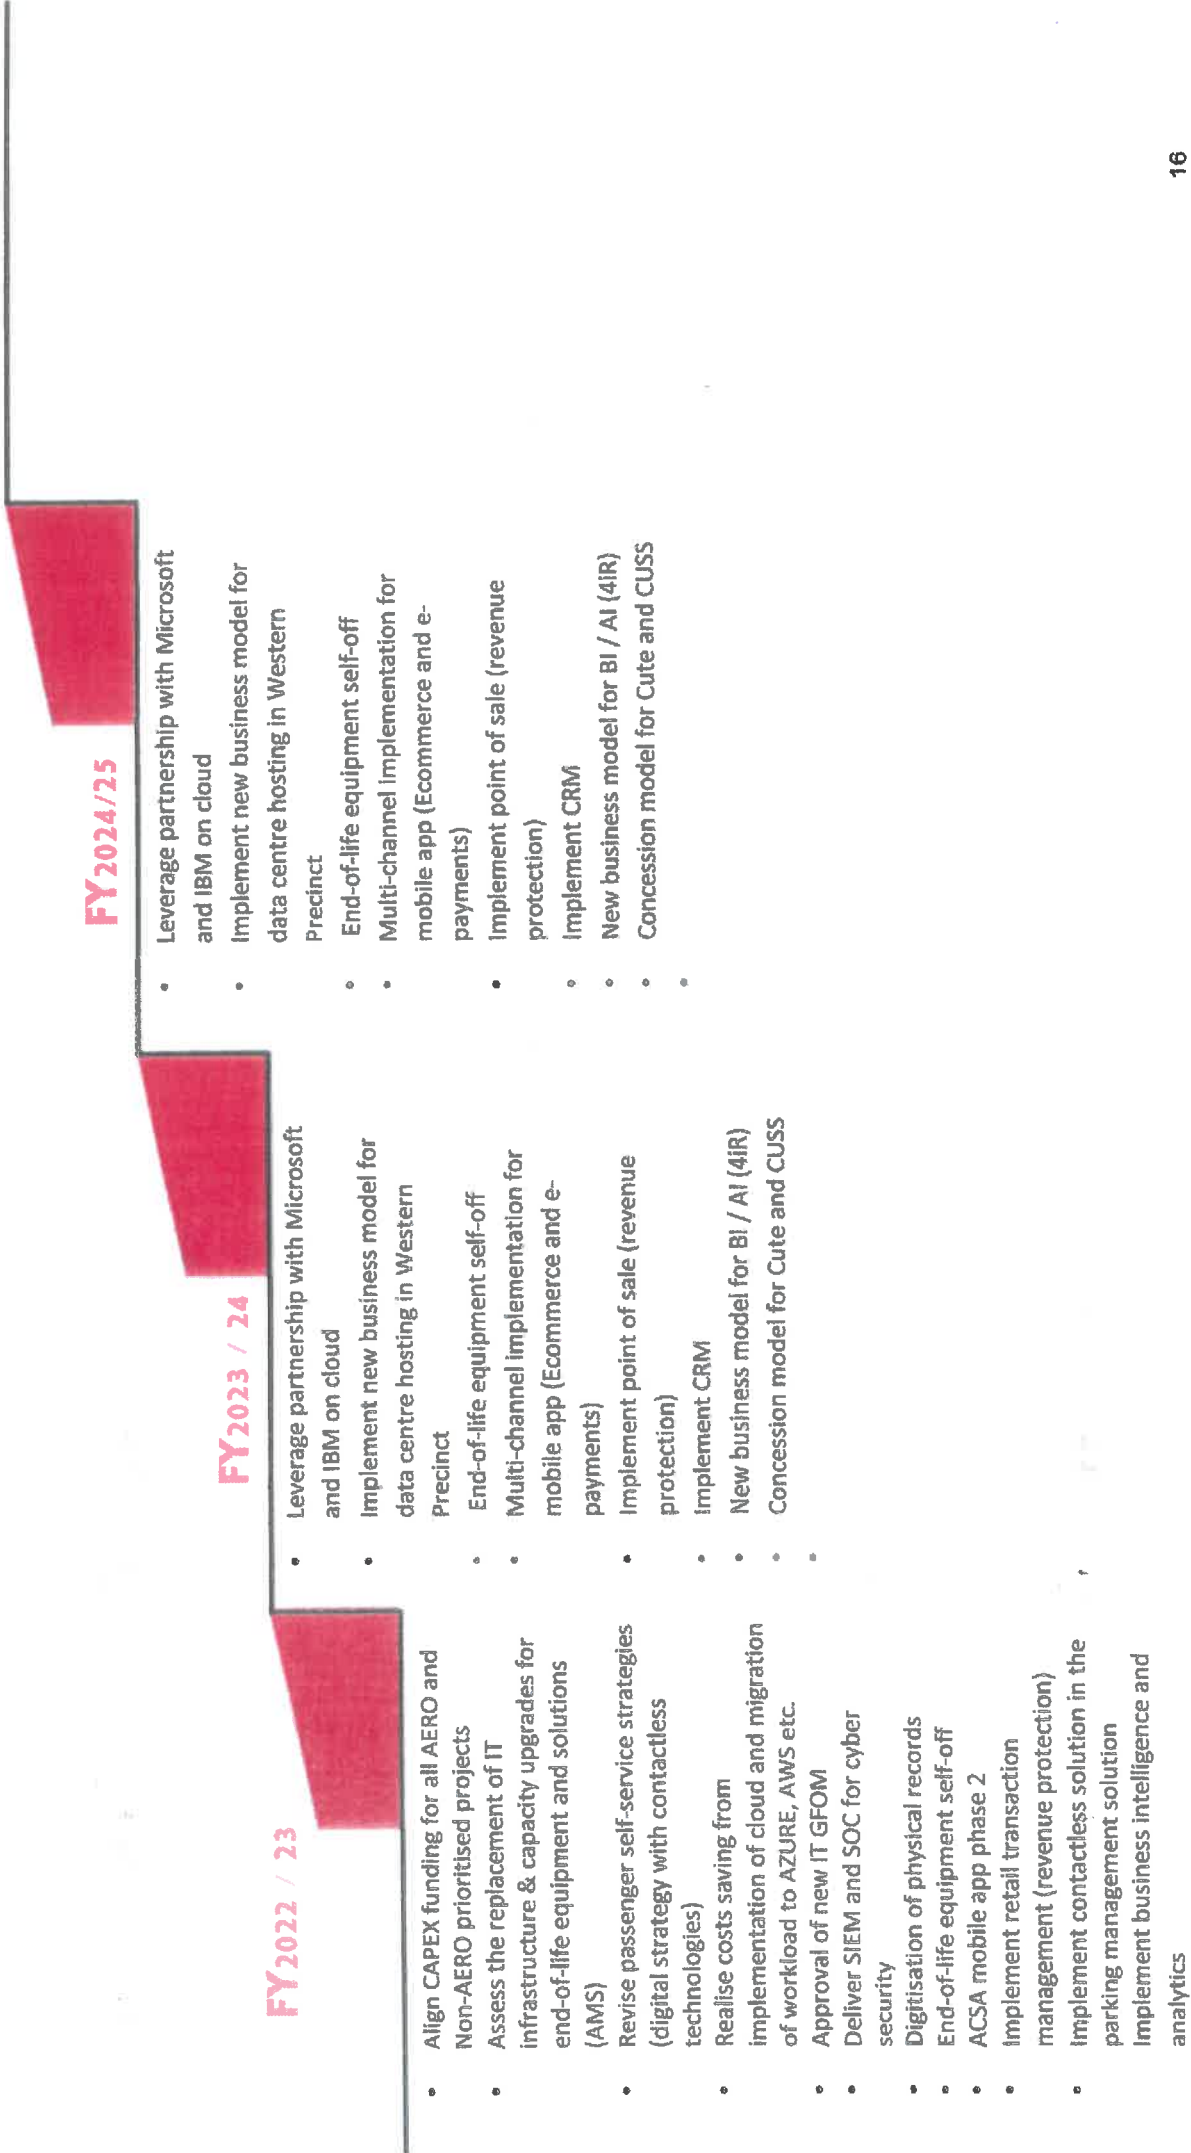 FY2022 / 23
• Align CAPEX funding for all AERO and
Non-AERO prioritised projects
• Assess the replacement of IT
infrastructure & capacity upgrades for
end-of-life equipment and solutions
(AMS)
• Revise passenger self-service strategies
(digital strategy with contactless
technologies)
• Realise costs saving from
implementation of cloud and migration
of workload to AZURE, AWS etc.
• Approval of new IT GFOM
• Deliver SIEM and SOC for cyber
security
• Digitisation of physical records
• End-of-life equipment self-off
• ACSA mobile app phase 2
• Implement retail transaction
management (revenue protection)
• Implement contactless solution in the
parking management solution
Implement business intelligence and
analytics
FY2023 / 24
• Leverage partnership with Microsoft
and IBM on cloud
• Implement new business model for
data centre hosting in Western
Precinct
• End-of-life equipment self-off
• Multi-channel implementation for
mobile app (Ecommerce and e-
payments)
• Implement point of sale (revenue
protection)
• Implement CRM
• New business model for BI / AI (4IR)
• Concession model for Cute and CUSS
•
FY2024/25
• Leverage partnership with Microsoft
and IBM on cloud
• Implement new business model for
data centre hosting in Western
Precinct
• End-of-life equipment self-off
• Multi-channel implementation for
mobile app (Ecommerce and e-
payments)
• Implement point of sale (revenue
protection)
• Implement CRM
• New business model for BI / AI (4IR)
• Concession model for Cute and CUSS
•
16